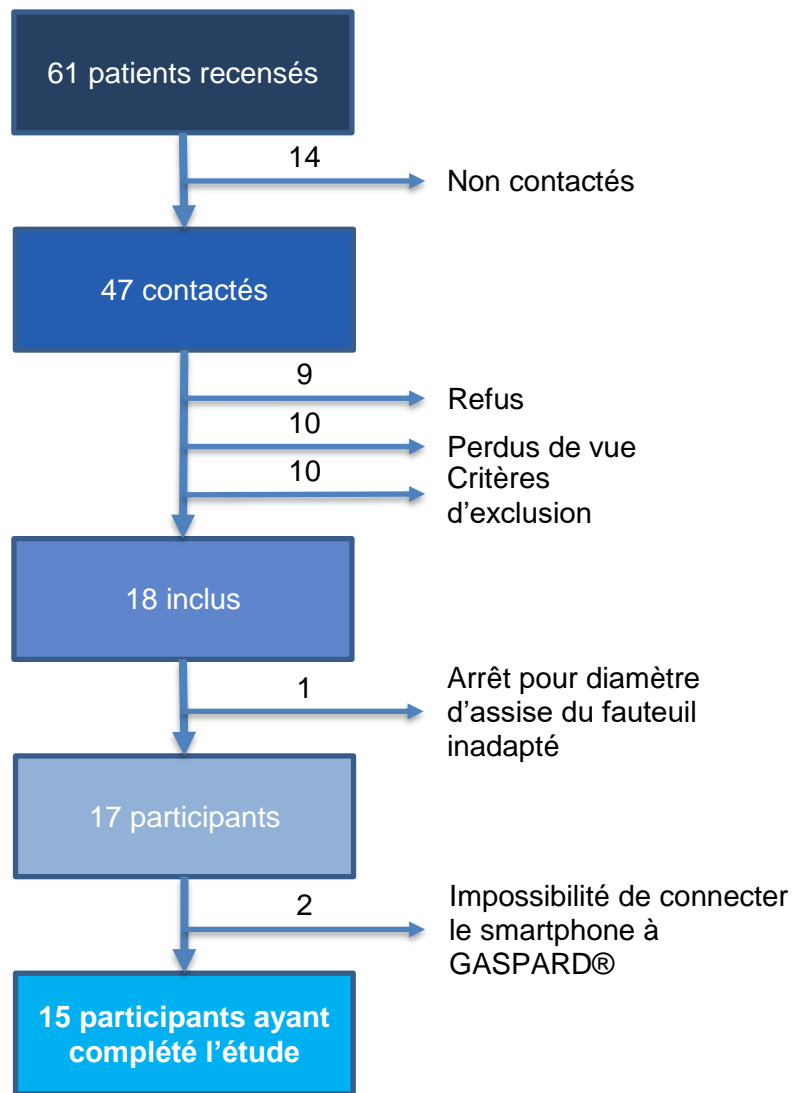 61 patients recensés
14
Non contactés
47 contactés
9
Refus
10
Perdus de vue
10
Critères
d’exclusion
18 inclus
1
Arrêt pour diamètre
d’assise du fauteuil
inadapté
17 participants
2
Impossibilité de connecter
le smartphone à
GASPARD®
15 participants ayant
complété l’étude